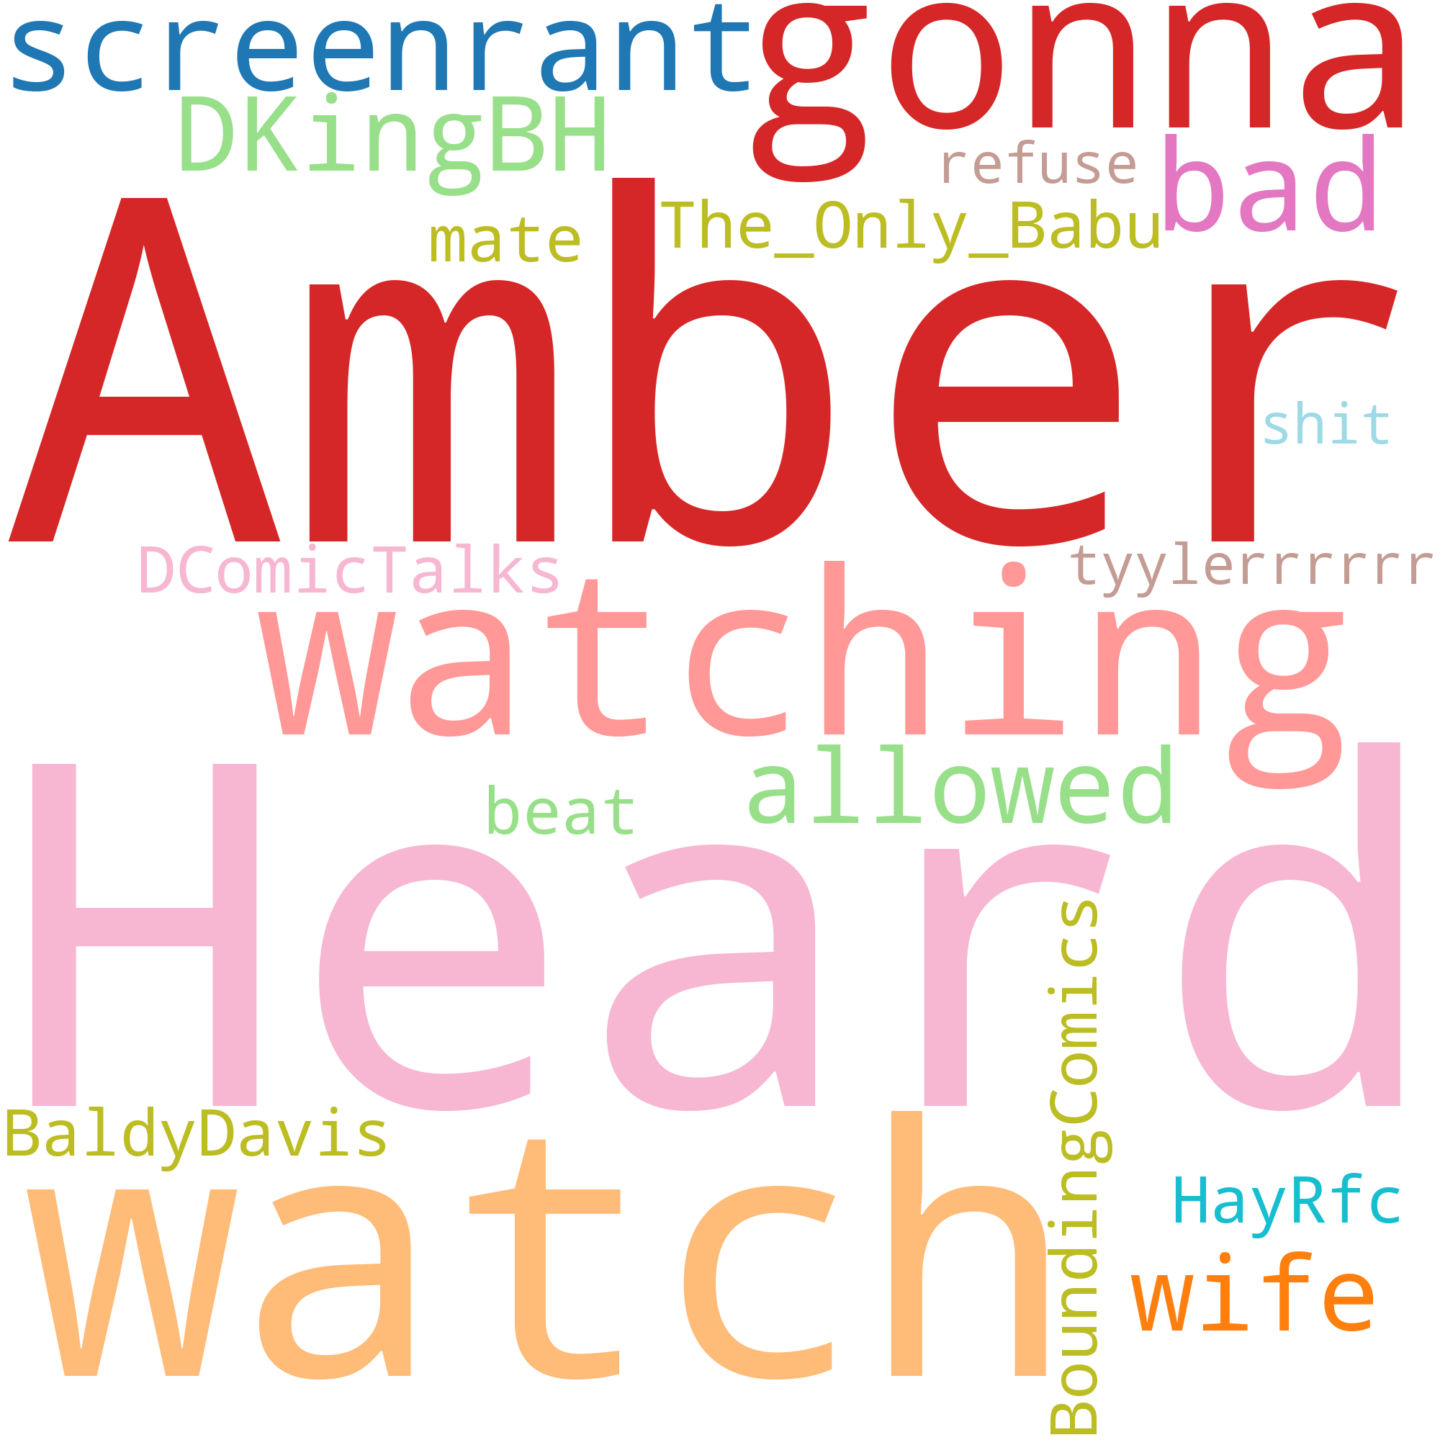 screenrant
gonna
DKingBH
refuse
bad
mate
The_Only_Babu
Amber
shit
DComicTalks
tyylerrrrrr
watching
allowed
beat
Heard
BoundingComics
BaldyDavis
watch
HayRfc
wife